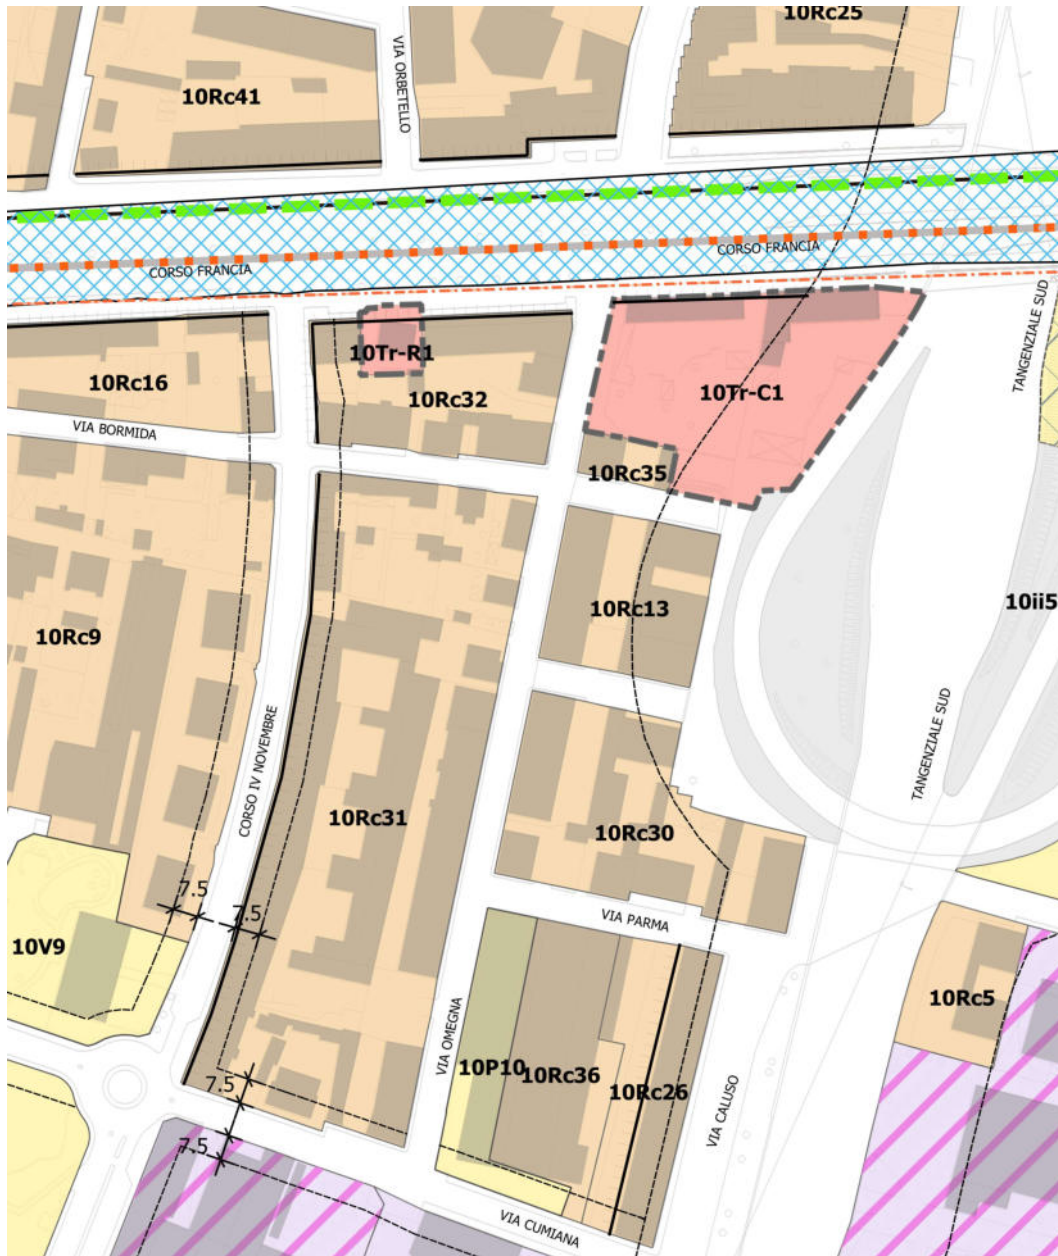 10Rc25
10Rc41
VIA ORBETELLO
CORSO FRANCIA
CORSO FRANCIA
TANGENZIALE SUD
10Tr-R1
10Rc16
10Rc32
10Tr-C1
VIA BORMIDA
10Rc35
10Rc13
10ii5
10Rc9
TANGENZIALE SUD
CORSO IV NOVEMBRE
10Rc31
10Rc30
7.5
7.5
VIA PARMA
10V9
10Rc5
VIA OMEGNA
10P10
10Rc36
10Rc26
7.5
VIA CALUSO
7.5
VIA CUMIANA